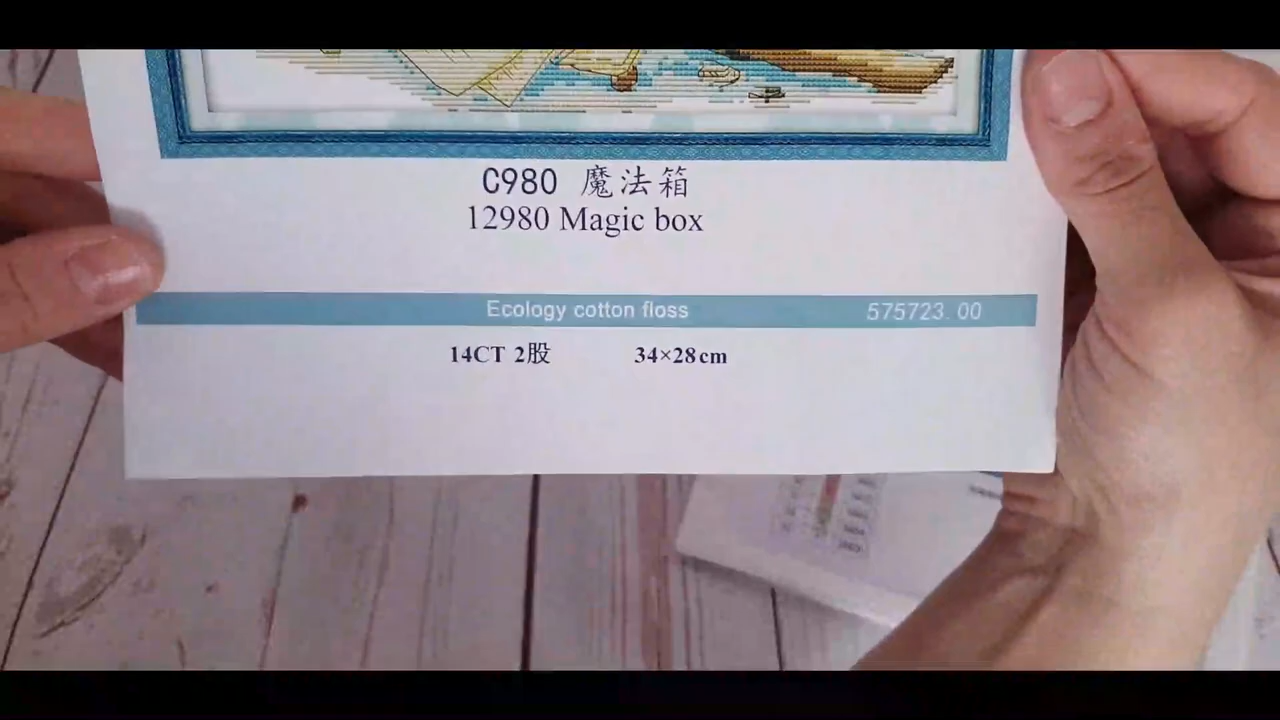 C980 魔法箱
12980 Magic box
Ecology cotton floss 575723.00
14CT 2股 34×28cm